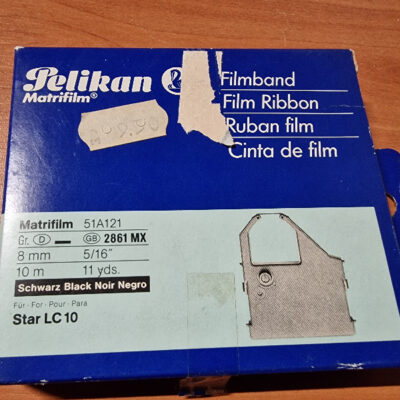 Pelikan
Matrifilm®
Filmband
Film Ribbon
Ruban film
Cinta de film
Matrifilm 51A121
Gr. D GB 2861 MX
8 mm 5/16"
10 m 11 yds.
Schwarz Black Noir Negro
Für · For · Pour · Para
Star LC 10